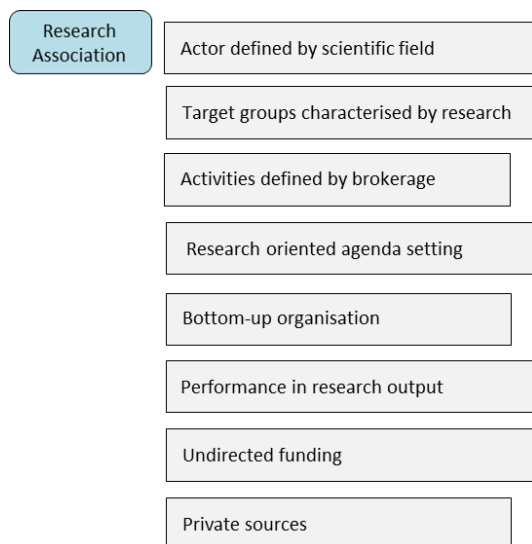 Research
Association
Actor defined by scientific field
Target groups characterised by research
Activities defined by brokerage
Research oriented agenda setting
Bottom-up organisation
Performance in research output
Undirected funding
Private sources